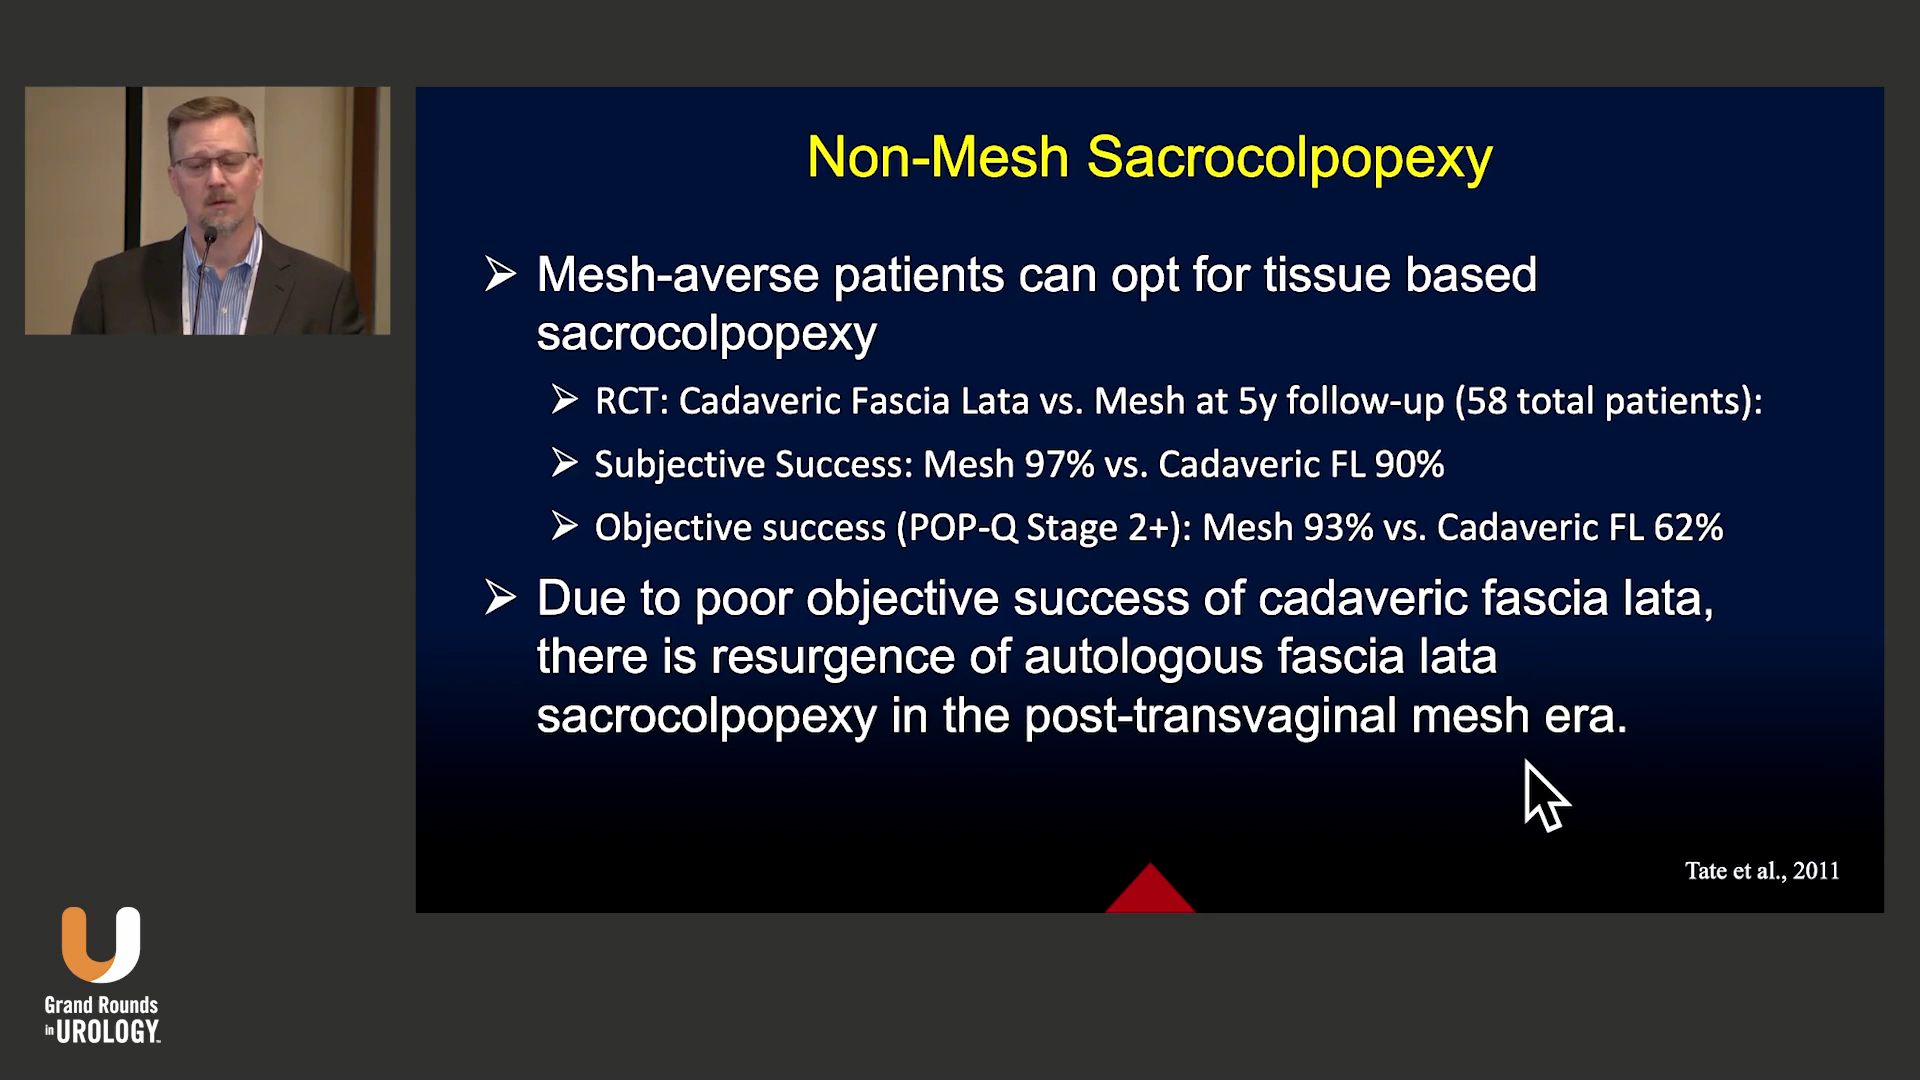 Non-Mesh Sacrocolpopexy
Mesh-averse patients can opt for tissue based
sacrocolpopexy
RCT: Cadaveric Fascia Lata vs. Mesh at 5y follow-up (58 total patients):
Subjective Success: Mesh 97% vs. Cadaveric FL 90%
Objective success (POP-Q Stage 2+): Mesh 93% vs. Cadaveric FL 62%
Due to poor objective success of cadaveric fascia lata,
there is resurgence of autologous fascia lata
sacrocolpopexy in the post-transvaginal mesh era.
Tate et al., 2011
Grand Rounds
in UROLOGY™